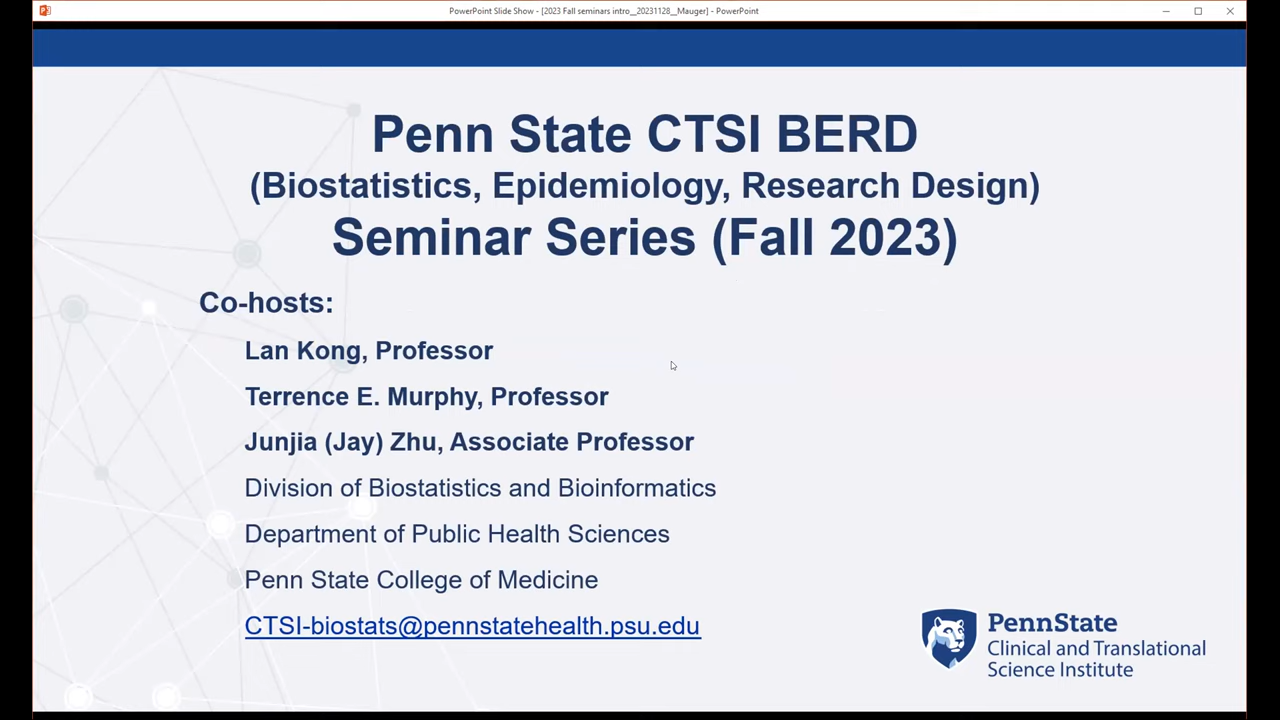 PowerPoint Slide Show - [2023 Fall seminars intro__20231128__Mauger] - PowerPoint
Penn State CTSI BERD
(Biostatistics, Epidemiology, Research Design)
Seminar Series (Fall 2023)
Co-hosts:
Lan Kong, Professor
Terrence E. Murphy, Professor
Junjia (Jay) Zhu, Associate Professor
Division of Biostatistics and Bioinformatics
Department of Public Health Sciences
Penn State College of Medicine
CTSI-biostats@pennstatehealth.psu.edu
PennState
Clinical and Translational
Science Institute